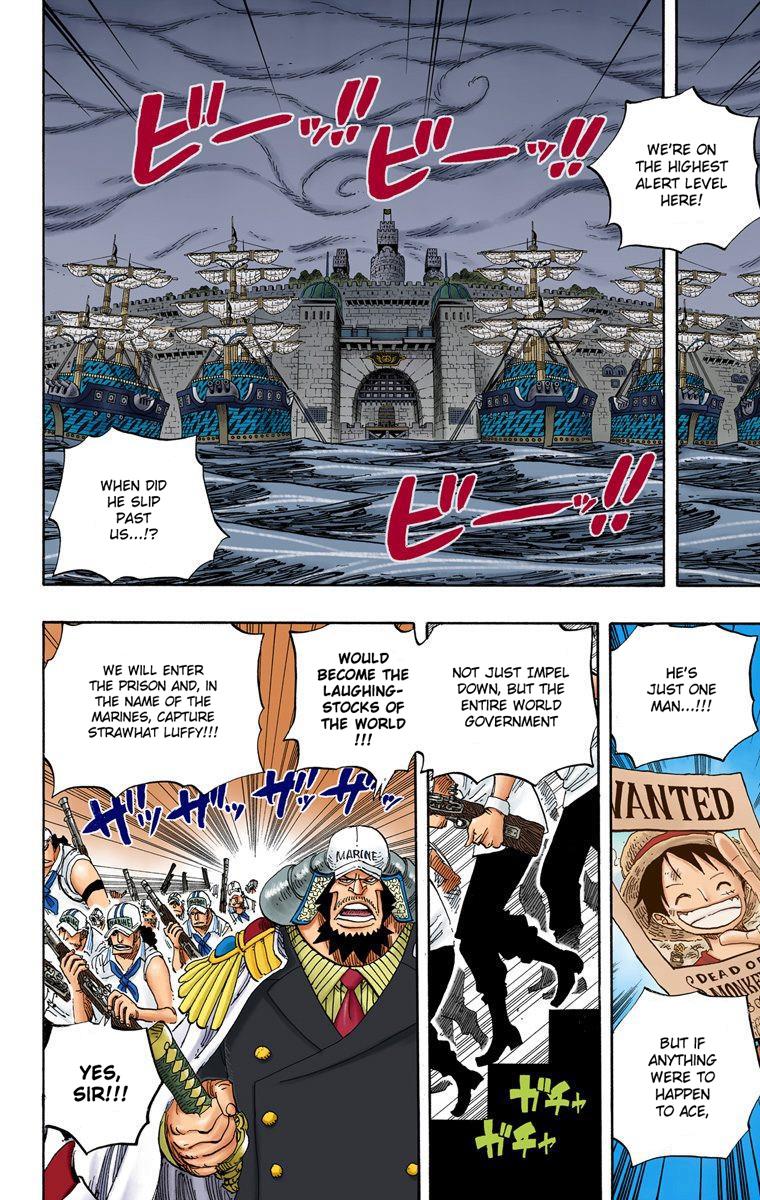 WE'RE ON
THE HIGHEST
ALERT LEVEL
HERE!
ビーッ!!
ビーッ!!
ビーッ!!
WHEN DID
HE SLIP
PAST
US...!?
HE'S
JUST ONE
MAN...!!!
WANTED
DEAD O
MONKE
BUT IF
ANYTHING
WERE TO
HAPPEN
TO ACE,
NOT JUST IMPEL
DOWN, BUT THE
ENTIRE WORLD
GOVERNMENT
ガチャ
ガチャ
WOULD
BECOME THE
LAUGHING-
STOCKS OF
THE WORLD
!!!
WE WILL ENTER
THE PRISON AND, IN
THE NAME OF THE
MARINES, CAPTURE
STRAWHAT LUFFY!!!
ザッザッザッザッ
MARINE
MARINE
YES,
SIR!!!